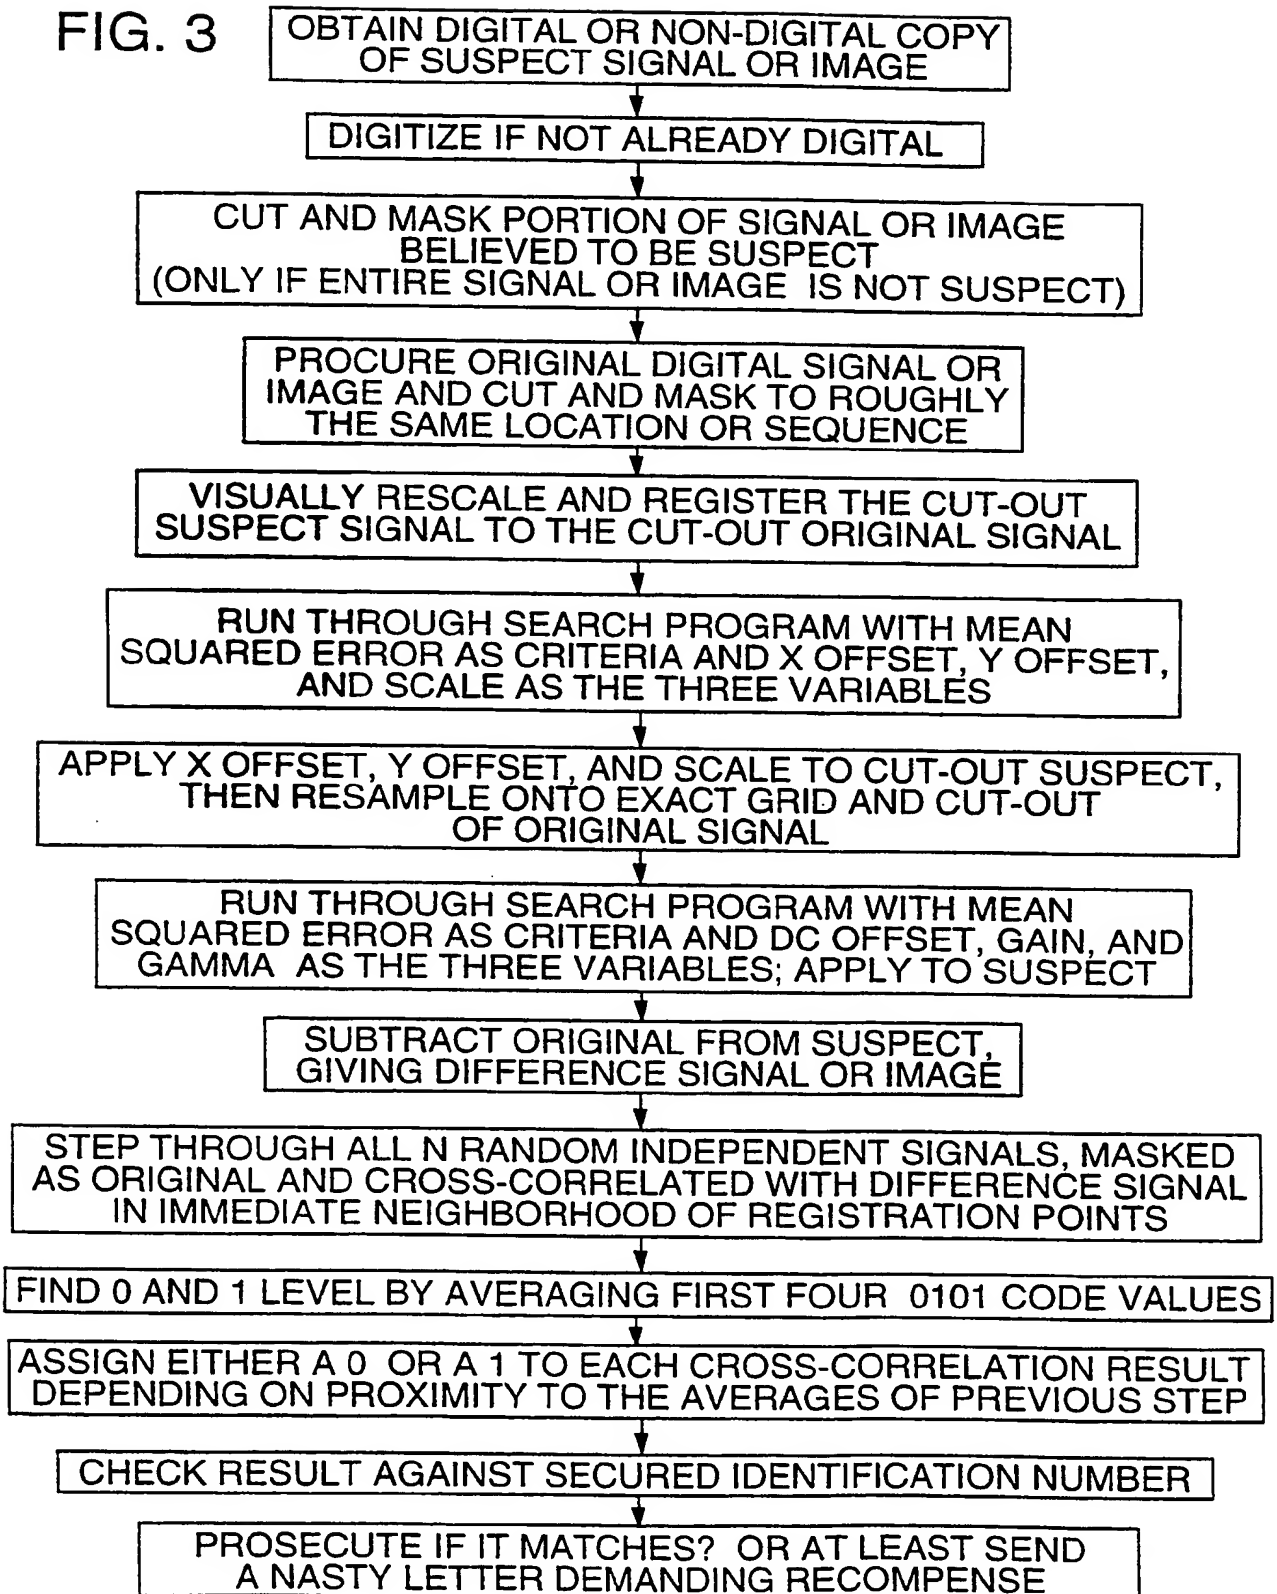 FIG. 3
OBTAIN DIGITAL OR NON-DIGITAL COPY
OF SUSPECT SIGNAL OR IMAGE
DIGITIZE IF NOT ALREADY DIGITAL
CUT AND MASK PORTION OF SIGNAL OR IMAGE
BELIEVED TO BE SUSPECT
(ONLY IF ENTIRE SIGNAL OR IMAGE IS NOT SUSPECT)
PROCURE ORIGINAL DIGITAL SIGNAL OR
IMAGE AND CUT AND MASK TO ROUGHLY
THE SAME LOCATION OR SEQUENCE
VISUALLY RESCALE AND REGISTER THE CUT-OUT
SUSPECT SIGNAL TO THE CUT-OUT ORIGINAL SIGNAL
RUN THROUGH SEARCH PROGRAM WITH MEAN
SQUARED ERROR AS CRITERIA AND X OFFSET, Y OFFSET,
AND SCALE AS THE THREE VARIABLES
APPLY X OFFSET, Y OFFSET, AND SCALE TO CUT-OUT SUSPECT,
THEN RESAMPLE ONTO EXACT GRID AND CUT-OUT
OF ORIGINAL SIGNAL
RUN THROUGH SEARCH PROGRAM WITH MEAN
SQUARED ERROR AS CRITERIA AND DC OFFSET, GAIN, AND
GAMMA AS THE THREE VARIABLES; APPLY TO SUSPECT
SUBTRACT ORIGINAL FROM SUSPECT,
GIVING DIFFERENCE SIGNAL OR IMAGE
STEP THROUGH ALL N RANDOM INDEPENDENT SIGNALS, MASKED
AS ORIGINAL AND CROSS-CORRELATED WITH DIFFERENCE SIGNAL
IN IMMEDIATE NEIGHBORHOOD OF REGISTRATION POINTS
FIND 0 AND 1 LEVEL BY AVERAGING FIRST FOUR 0101 CODE VALUES
ASSIGN EITHER A 0 OR A 1 TO EACH CROSS-CORRELATION RESULT
DEPENDING ON PROXIMITY TO THE AVERAGES OF PREVIOUS STEP
CHECK RESULT AGAINST SECURED IDENTIFICATION NUMBER
PROSECUTE IF IT MATCHES? OR AT LEAST SEND
A NASTY LETTER DEMANDING RECOMPENSE